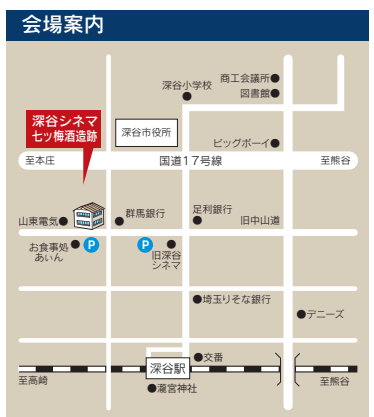 会場案内
商工会議所●
深谷小学校
図書館●
深谷シネマ
七ッ梅酒造跡
深谷市役所
ビッグボーイ●
至本庄
国道17号線
至熊谷
群馬銀行
足利銀行
山東電気●
旧中山道
お食事処
あいん
P
P
旧深谷
シネマ
●埼玉りそな銀行
●デニーズ
●交番
深谷駅
至高崎
至熊谷
●瀧宮神社